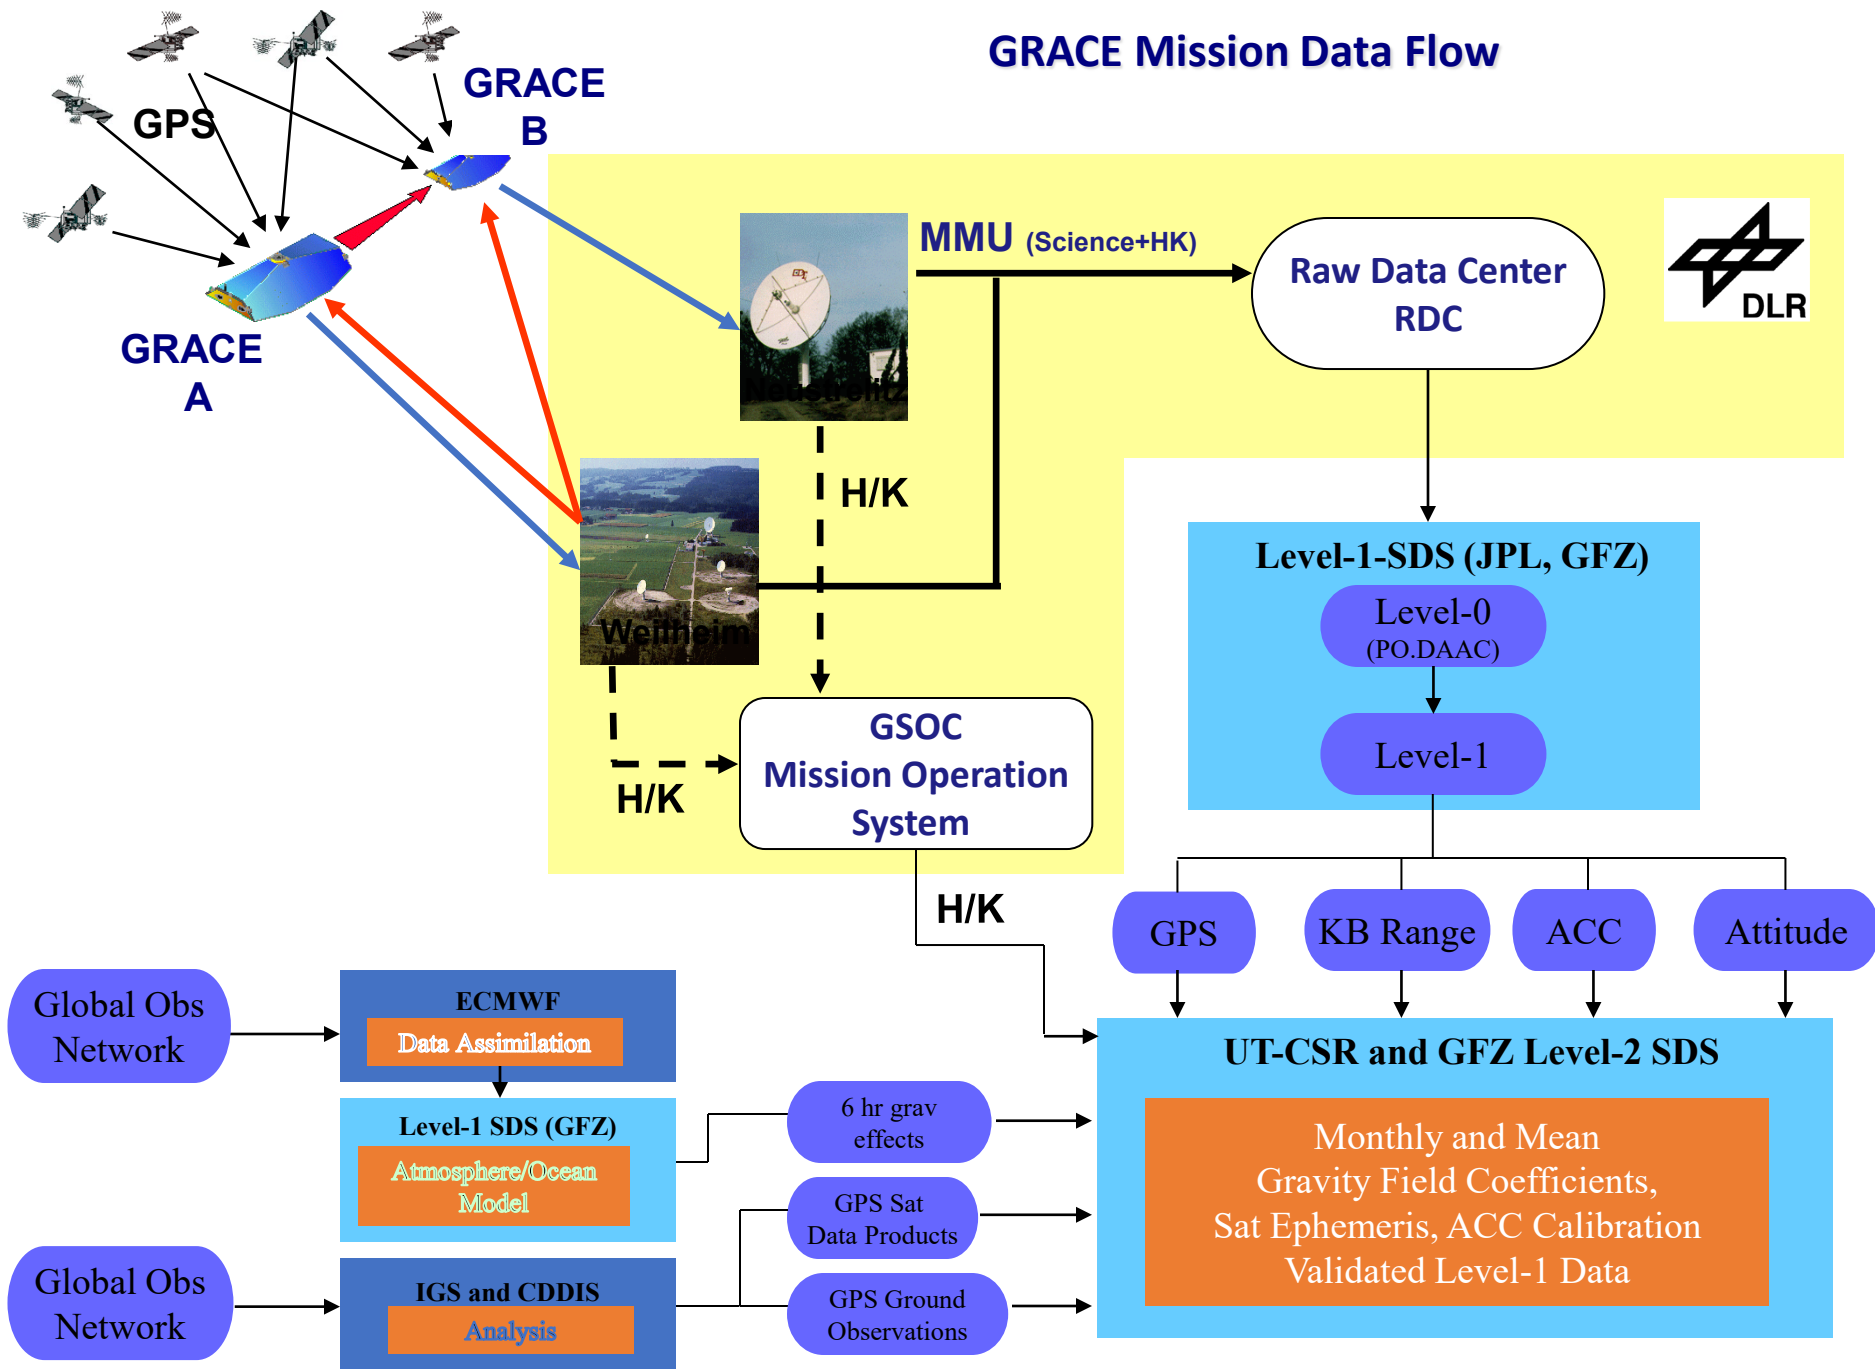 GRACE Mission Data Flow
GPS
GRACE
B
GRACE
A
MMU (Science+HK)
Raw Data Center
RDC
DLR
Neustrelitz
H/K
Weilheim
H/K
GSOC
Mission Operation
System
H/K
Level-1-SDS (JPL, GFZ)
Level-0
(PO.DAAC)
Level-1
GPS
KB Range
ACC
Attitude
Global Obs
Network
ECMWF
Data Assimilation
Level-1 SDS (GFZ)
Atmosphere/Ocean
Model
Global Obs
Network
IGS and CDDIS
Analysis
6 hr grav
effects
GPS Sat
Data Products
GPS Ground
Observations
UT-CSR and GFZ Level-2 SDS
Monthly and Mean
Gravity Field Coefficients,
Sat Ephemeris, ACC Calibration
Validated Level-1 Data